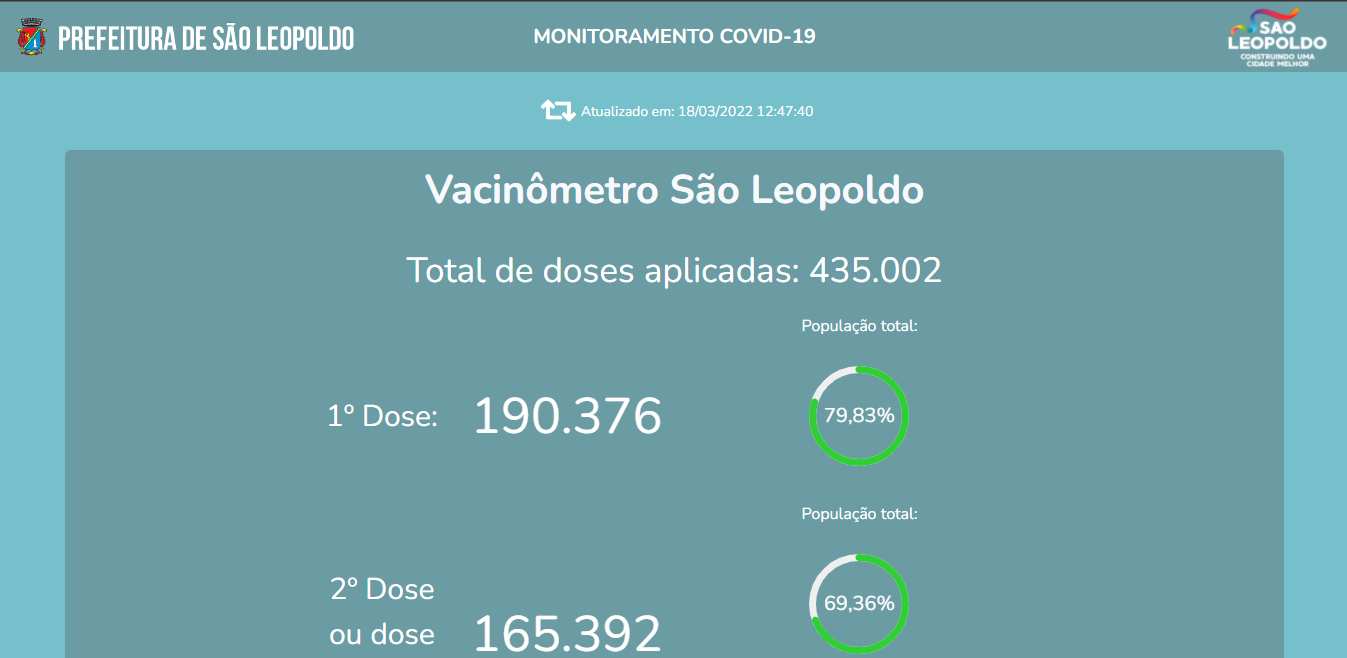 PREFEITURA DE SÃO LEOPOLDO
MONITORAMENTO COVID-19
SÃO
LEOPOLDO
CONSTRUINDO UMA
CIDADE MELHOR
Atualizado em: 18/03/2022 12:47:40
Vacinômetro São Leopoldo
Total de doses aplicadas: 435.002
População total:
1º Dose: 190.376 79,83%
População total:
2º Dose
ou dose 165.392 69,36%